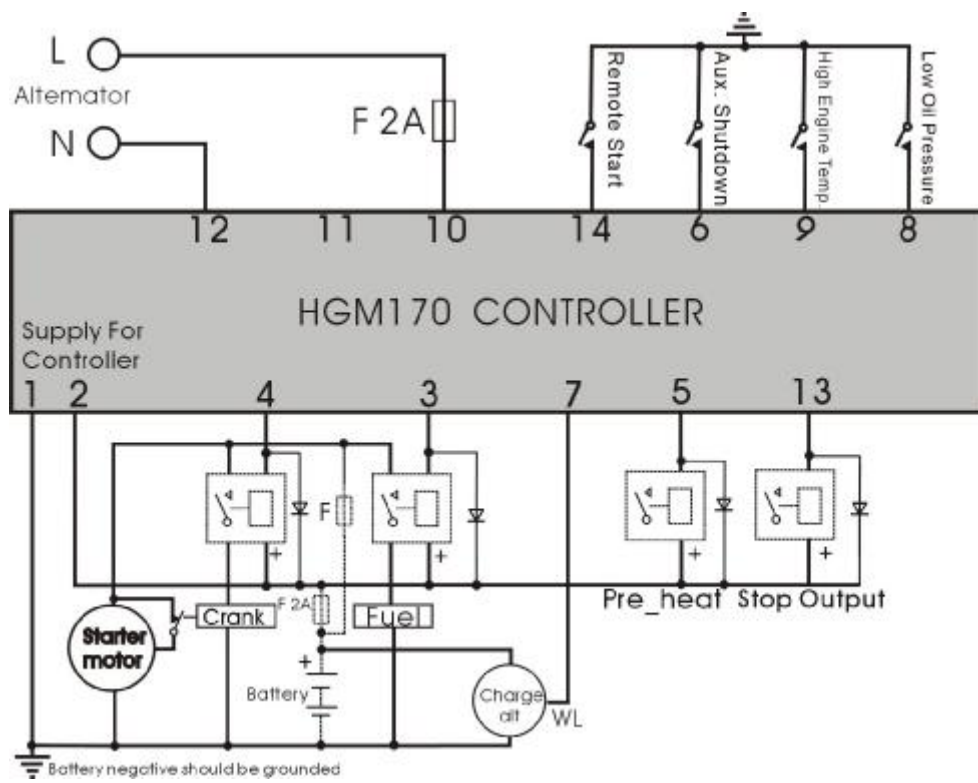 L
Altemator
N
F 2A
Remote Start
Aux. Shutdown
High Engine Temp.
Low Oil Pressure
12 11 10 14 6 9 8
HGM170 CONTROLLER
Supply For
Controller
1 2 4 3 7 5 13
F
+ + + +
Crank
F 2A
Fuel
Pre_heat
Stop Output
Starter
motor
+
Battery
Charge
alt
WL
Battery negative should be grounded